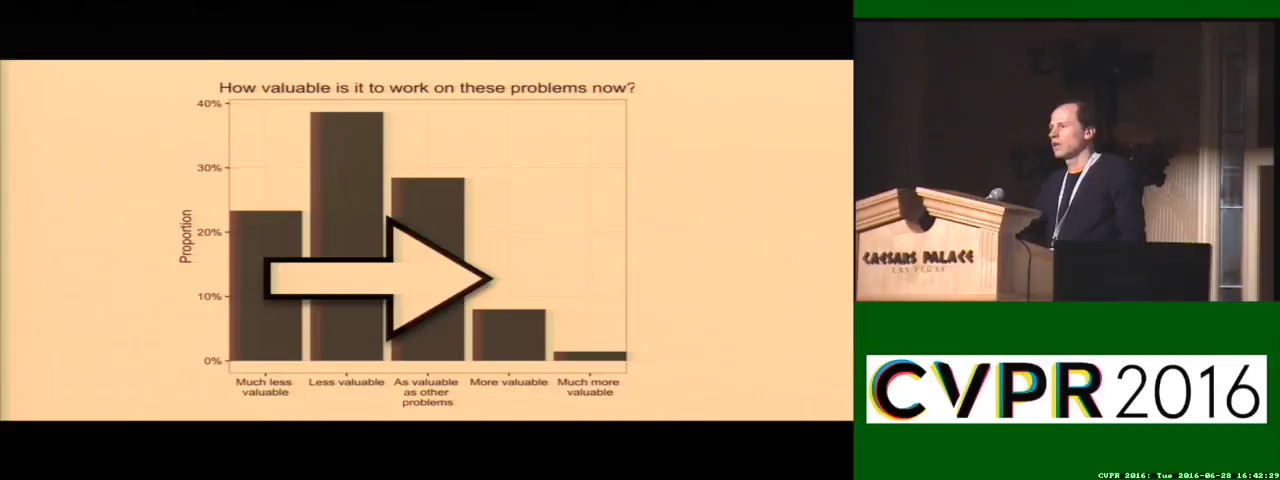 How valuable is it to work on these problems now?
40%
30%
20%
10%
0%
Proportion
Much less
valuable
Less valuable
As valuable
as other
problems
More valuable
Much more
valuable
CAESARS PALACE
LAS VEGAS
CVPR 2016
CVPR 2016: Tue 2016-06-28 16:42:29